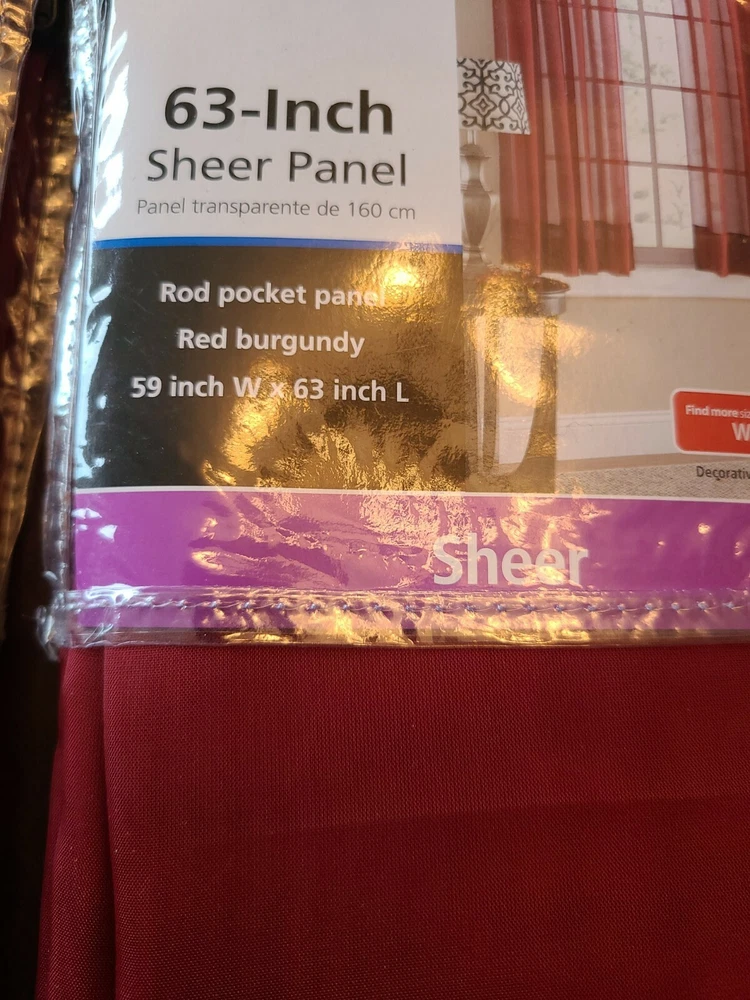 63-Inch
Sheer Panel
Panel transparente de 160 cm
Rod pocket panel
Red burgundy
59 inch W x 63 inch L
Find more
W
Decorativ
Sheer